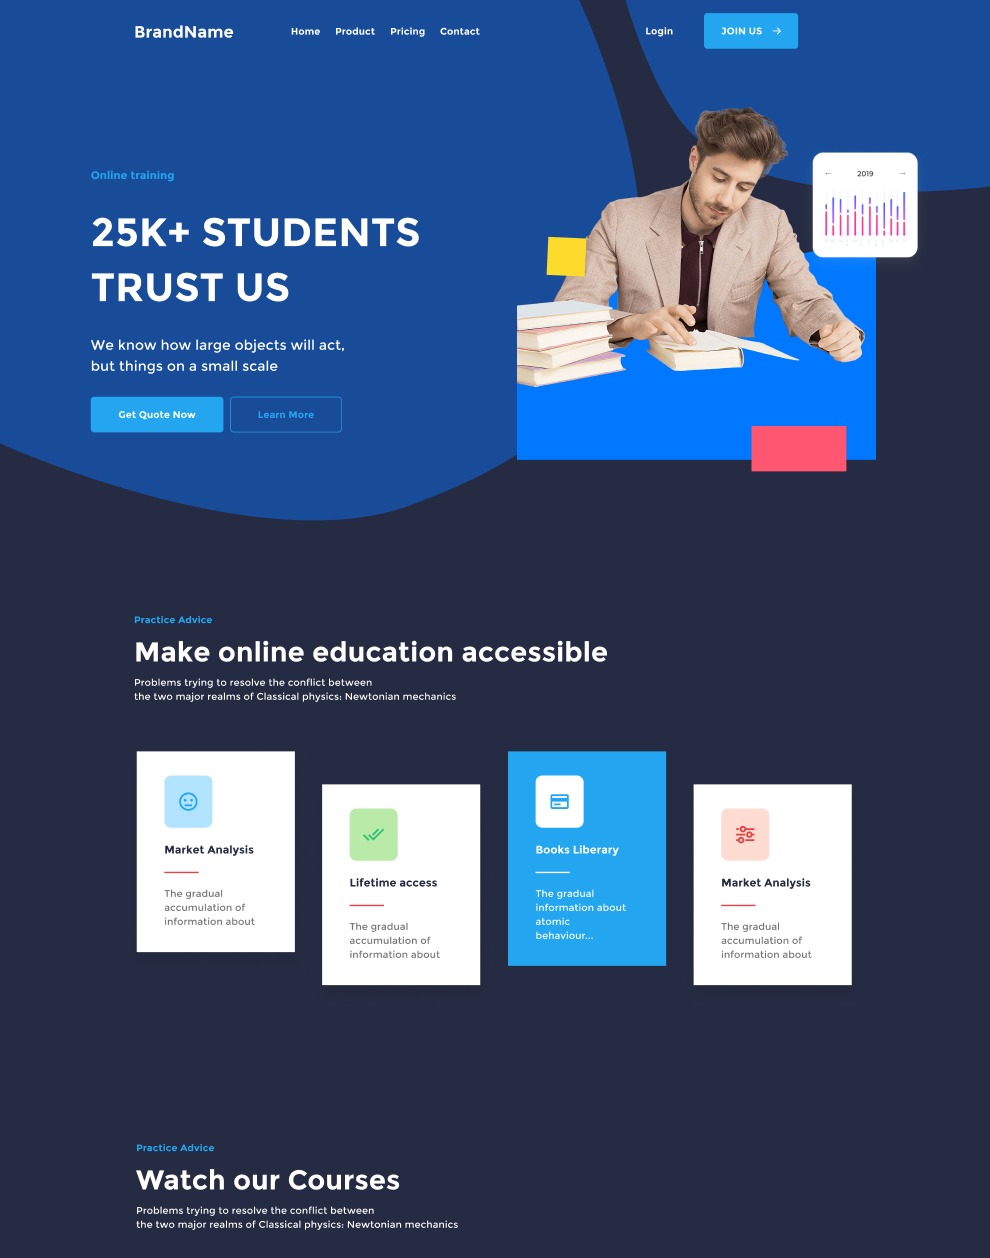 BrandName
Home Product Pricing Contact
Login
JOIN US →
Online training
25K+ STUDENTS
TRUST US
We know how large objects will act,
but things on a small scale
Get Quote Now
Learn More
← 2019 →
Practice Advice
Make online education accessible
Problems trying to resolve the conflict between
the two major realms of Classical physics: Newtonian mechanics
Market Analysis
The gradual
accumulation of
information about
Lifetime access
The gradual
accumulation of
information about
Books Liberary
The gradual
information about
atomic
behaviour...
Market Analysis
The gradual
accumulation of
information about
Practice Advice
Watch our Courses
Problems trying to resolve the conflict between
the two major realms of Classical physics: Newtonian mechanics